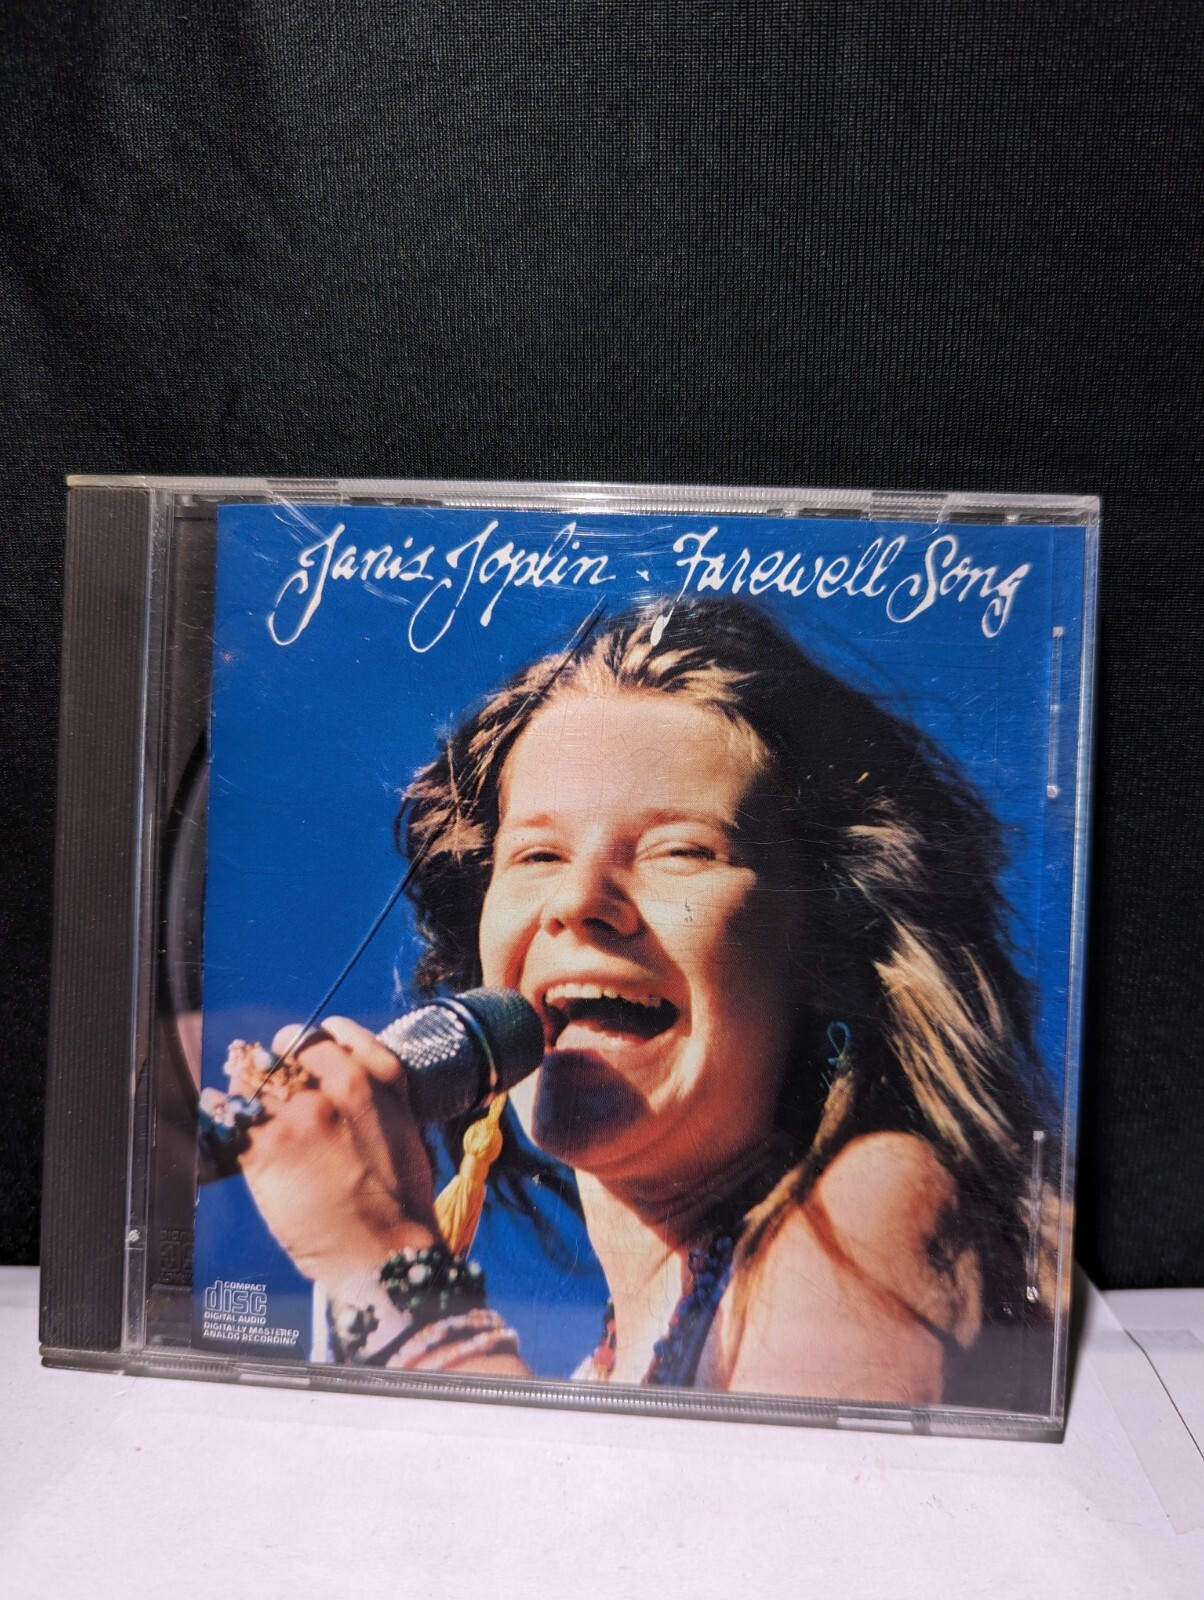 Janis Joplin · Farewell Song
COMPACT
disc
DIGITAL AUDIO
DIGITALLY MASTERED
ANALOG RECORDING